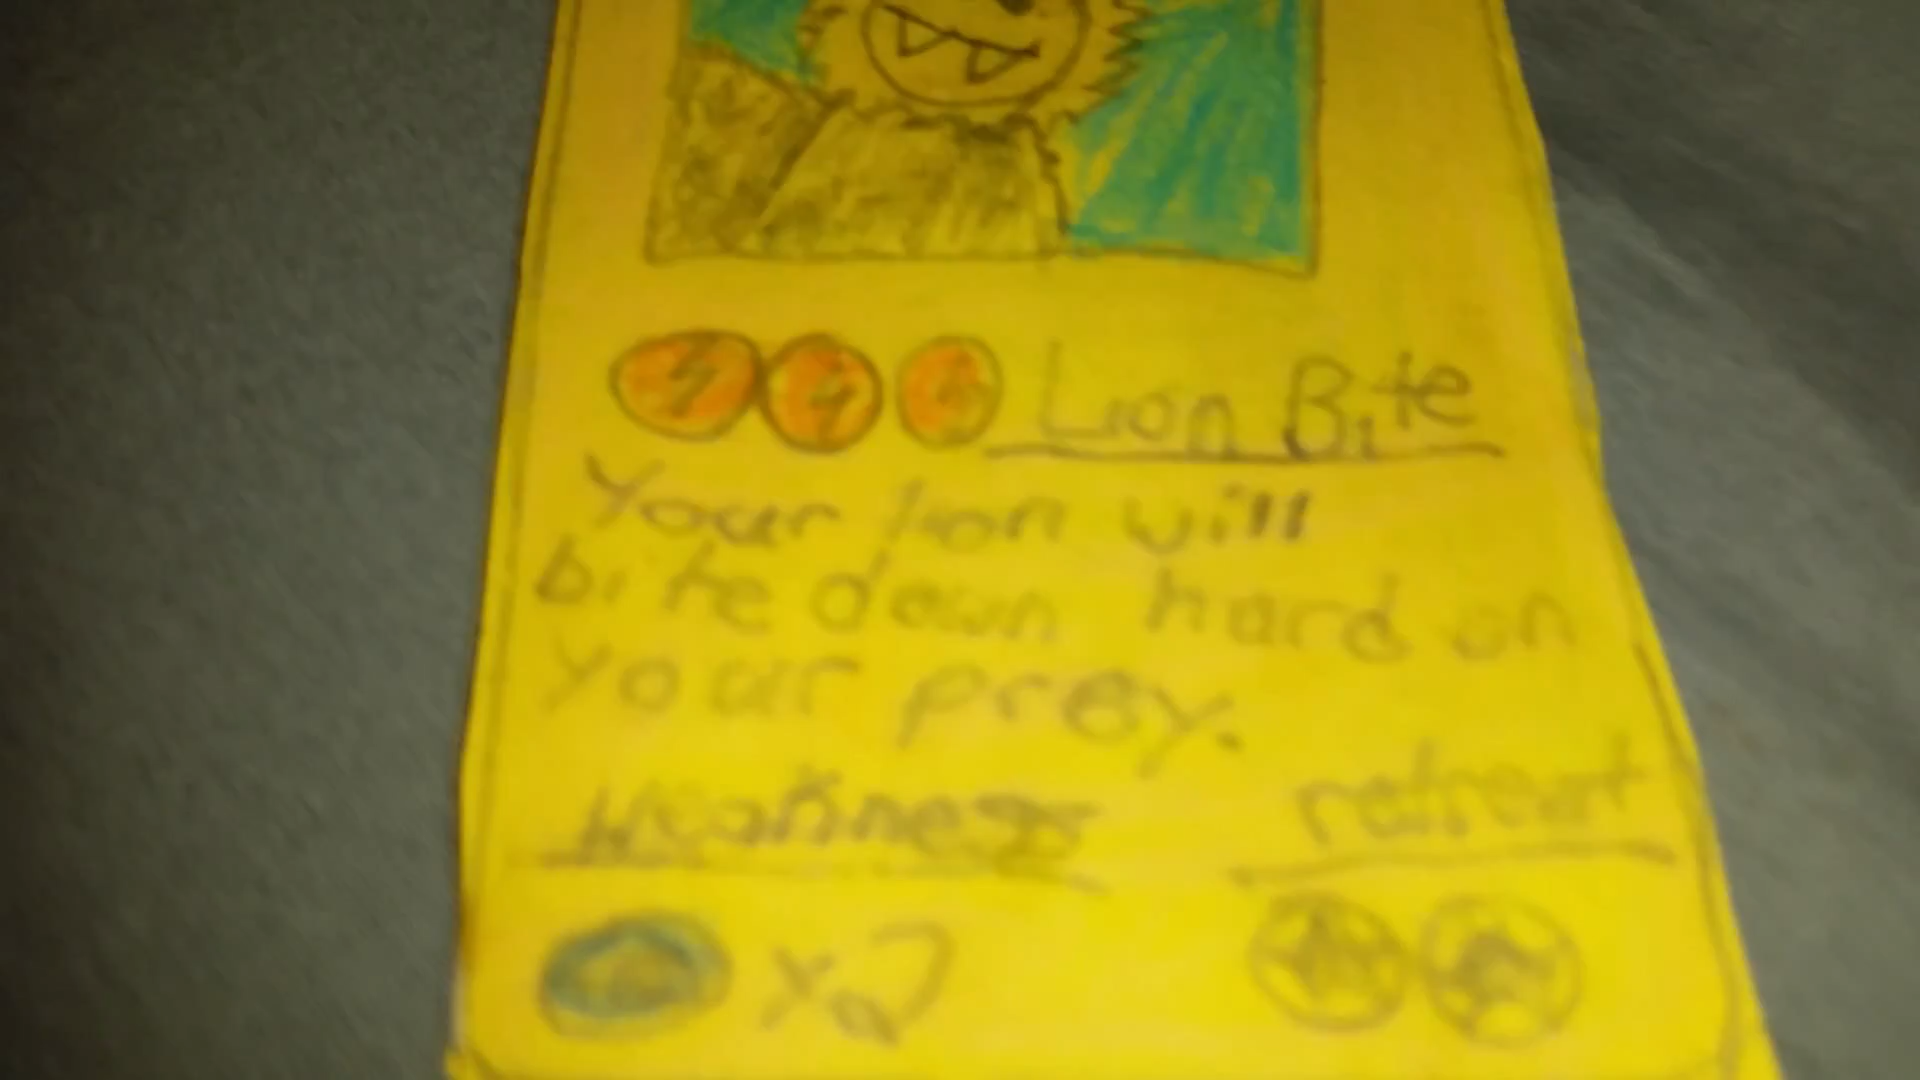 Lion Bite
Your lion will
bite down hard on
your prey.
Weakness retreat
x2